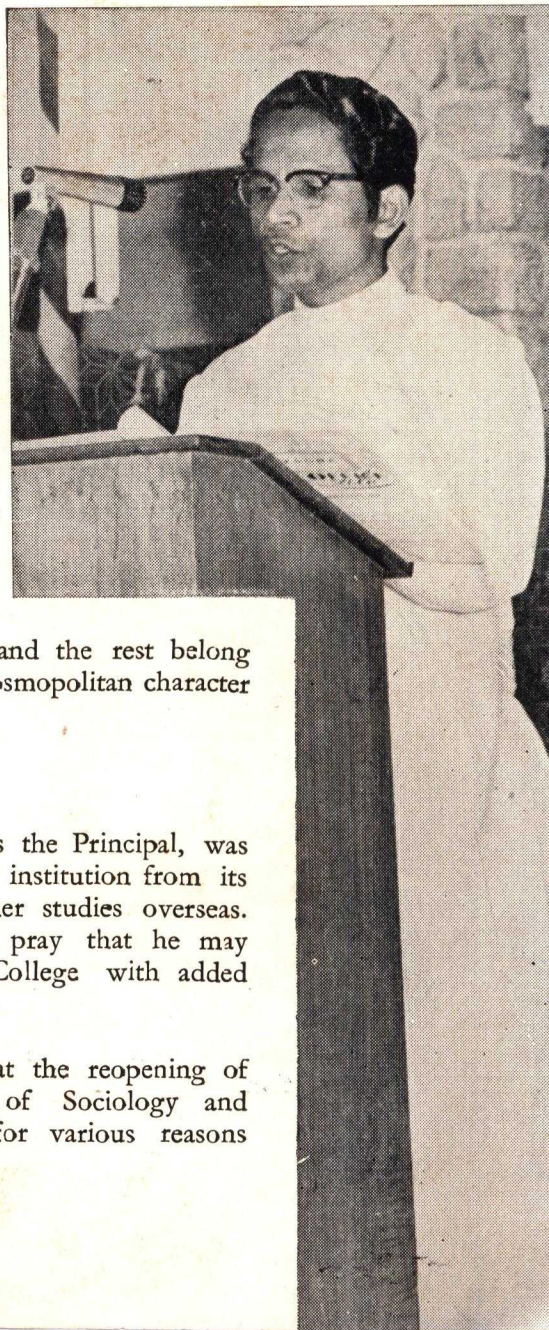 and the rest belong
osmopolitan character
s the Principal, was
institution from its
er studies overseas.
pray that he may
College with added
at the reopening of
of Sociology and
for various reasons